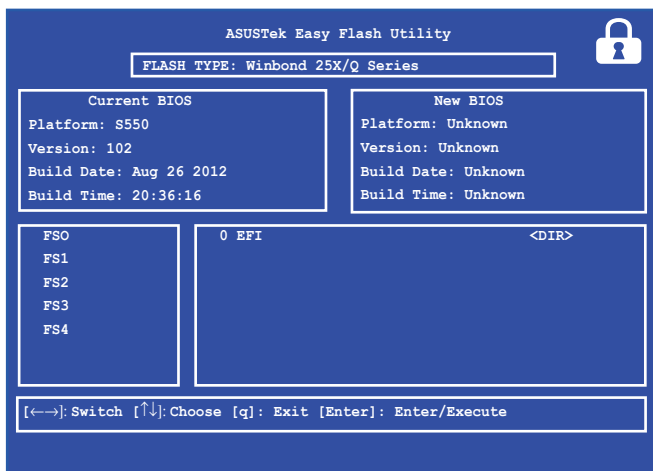 ASUSTek Easy Flash Utility
FLASH TYPE: Winbond 25X/Q Series
Current BIOS
Platform: S550
Version: 102
Build Date: Aug 26 2012
Build Time: 20:36:16
New BIOS
Platform: Unknown
Version: Unknown
Build Date: Unknown
Build Time: Unknown
FSO
FS1
FS2
FS3
FS4
0 EFI <DIR>
[←→]: Switch [↑↓]: Choose [q]: Exit [Enter]: Enter/Execute